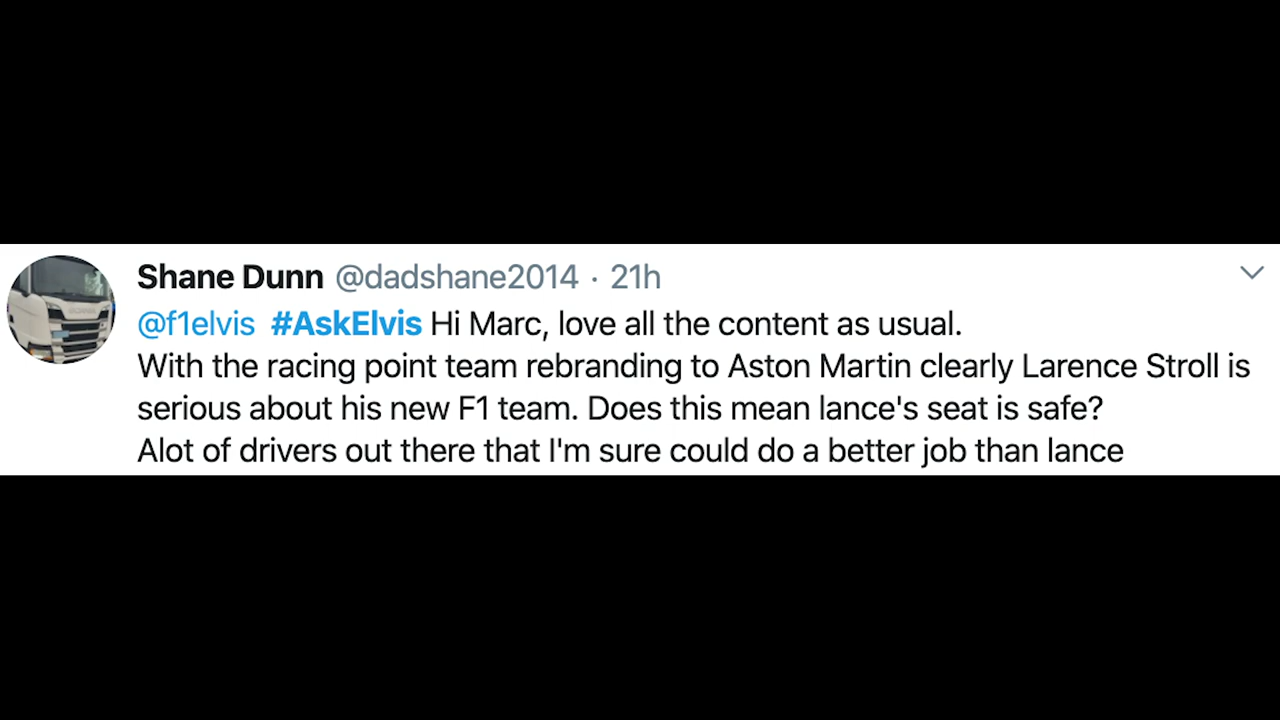 Shane Dunn @dadshane2014 · 21h
@f1elvis #AskElvis Hi Marc, love all the content as usual.
With the racing point team rebranding to Aston Martin clearly Larence Stroll is
serious about his new F1 team. Does this mean lance's seat is safe?
Alot of drivers out there that I'm sure could do a better job than lance